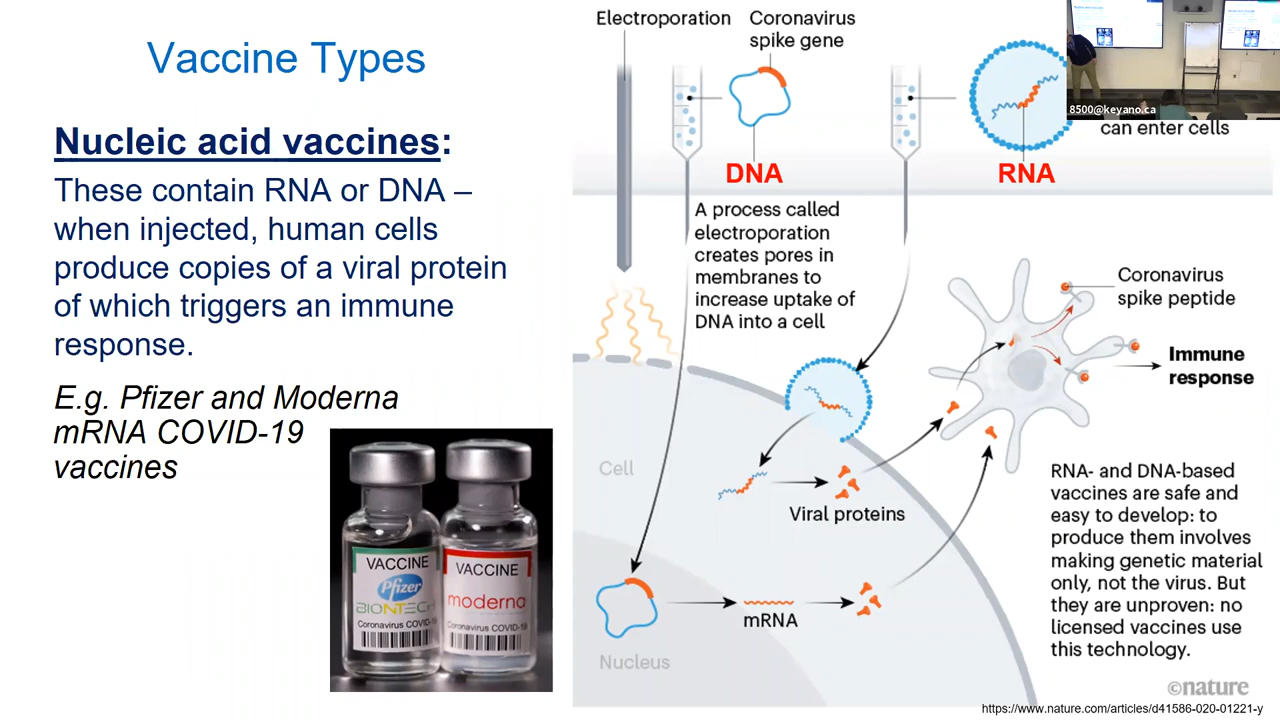 Vaccine Types
Nucleic acid vaccines:
These contain RNA or DNA –
when injected, human cells
produce copies of a viral protein
of which triggers an immune
response.
E.g. Pfizer and Moderna
mRNA COVID-19
vaccines
VACCINE
Pfizer
BIONTECH
Coronavirus COVID-19
VACCINE
moderna
Coronavirus COVID-19
Electroporation
Coronavirus
spike gene
DNA
RNA
can enter cells
8500@keyano.ca
A process called
electroporation
creates pores in
membranes to
increase uptake of
DNA into a cell
Coronavirus
spike peptide
Immune
response
Cell
Viral proteins
mRNA
Nucleus
RNA- and DNA-based
vaccines are safe and
easy to develop: to
produce them involves
making genetic material
only, not the virus. But
they are unproven: no
licensed vaccines use
this technology.
©nature
https://www.nature.com/articles/d41586-020-01221-y